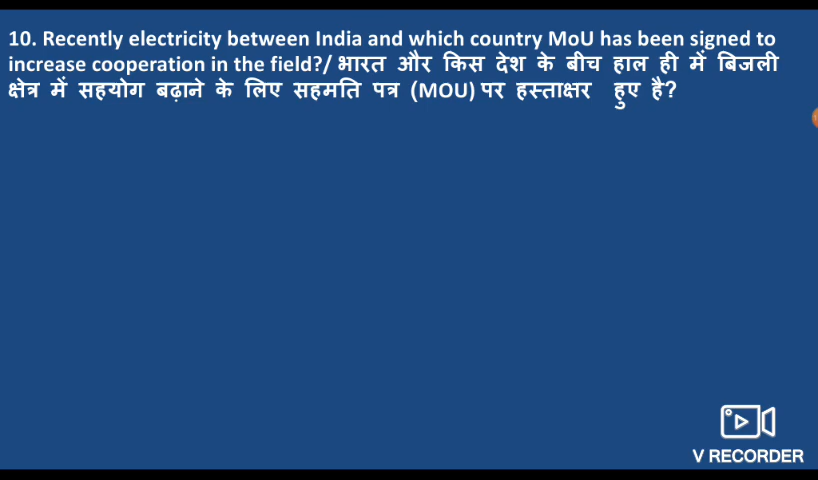 10. Recently electricity between India and which country MoU has been signed to
increase cooperation in the field?/ भारत और किस देश के बीच हाल ही में बिजली
क्षेत्र में सहयोग बढ़ाने के लिए सहमति पत्र (MOU) पर हस्ताक्षर हुए है?
V RECORDER